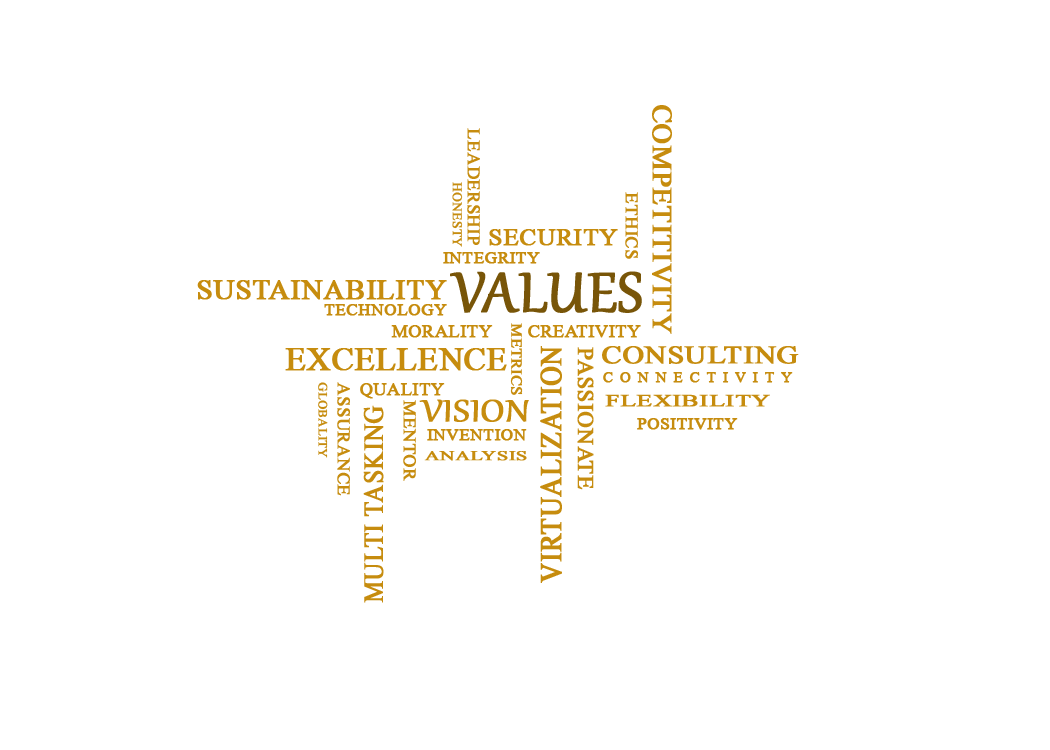 COMPETITIVITY
LEADERSHIP
HONESTY
ETHICS
SECURITY
INTEGRITY
VALUES
SUSTAINABILITY
TECHNOLOGY
MORALITY
METRICS
CREATIVITY
EXCELLENCE
VIRTUALIZATION
PASSIONATE
CONSULTING
CONNECTIVITY
FLEXIBILITY
POSITIVITY
GLOBALITY
ASSURANCE
QUALITY
MULTI TASKING
MENTOR
VISION
INVENTION
ANALYSIS